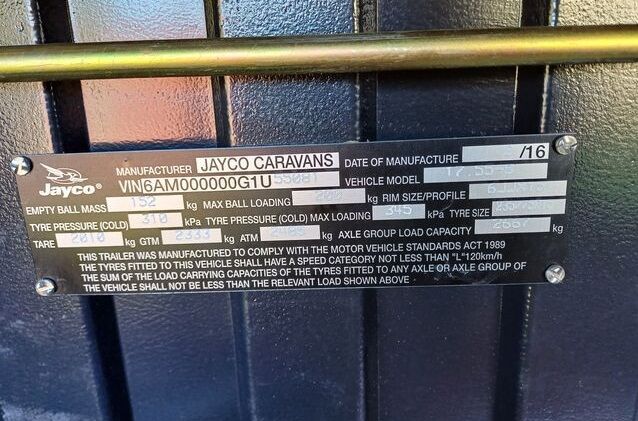 Jayco
MANUFACTURER JAYCO CARAVANS DATE OF MANUFACTURE /16
VIN6AM000000G1U55081 VEHICLE MODEL
EMPTY BALL MASS 152 kg MAX BALL LOADING kg RIM SIZE/PROFILE
TYRE PRESSURE (COLD) 310 kPa TYRE PRESSURE (COLD) MAX LOADING 345 kPa TYRE SIZE
TARE 2010 kg GTM 2333 kg ATM kg AXLE GROUP LOAD CAPACITY kg
THIS TRAILER WAS MANUFACTURED TO COMPLY WITH THE MOTOR VEHICLE STANDARDS ACT 1989
THE TYRES FITTED TO THIS VEHICLE SHALL HAVE A SPEED CATEGORY NOT LESS THAN "L"120km/h
THE SUM OF THE LOAD CARRYING CAPACITIES OF THE TYRES FITTED TO ANY AXLE OR AXLE GROUP OF
THE VEHICLE SHALL NOT BE LESS THAN THE RELEVANT LOAD SHOWN ABOVE